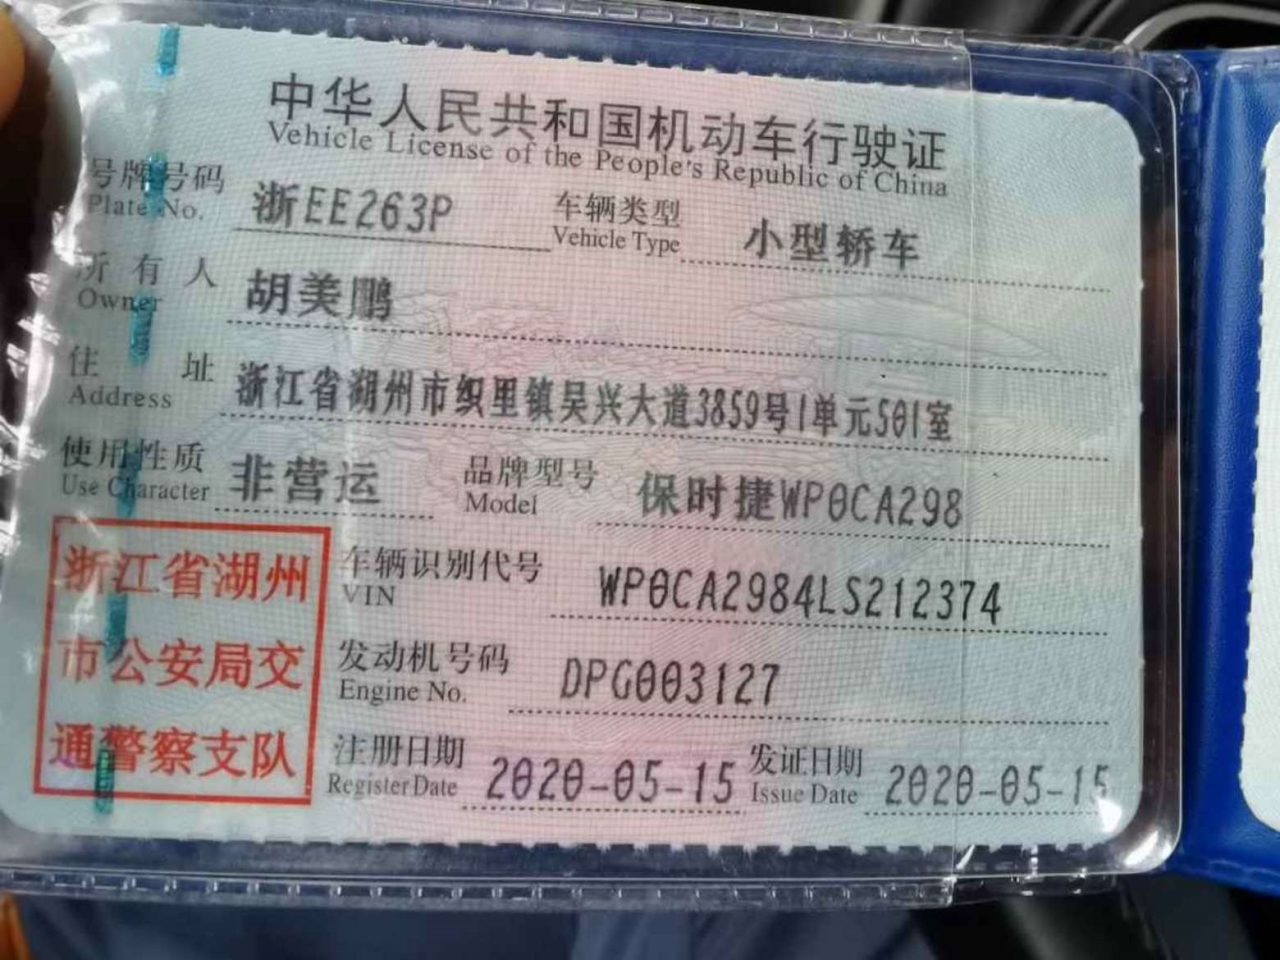 中华人民共和国机动车行驶证
Vehicle License of the People's Republic of China
号牌号码 浙EE263P 车辆类型 小型轿车
Plate No. Vehicle Type
所有人 胡美鹏
Owner
住址 浙江省湖州市织里镇吴兴大道3859号1单元501室
Address
使用性质 非营运 品牌型号 保时捷WP0CA298
Use Character Model
浙江省湖州
市公安局交
通警察支队
车辆识别代号 WP0CA2984LS212374
VIN
发动机号码 DPG003127
Engine No.
注册日期 2020-05-15 发证日期 2020-05-15
Register Date Issue Date